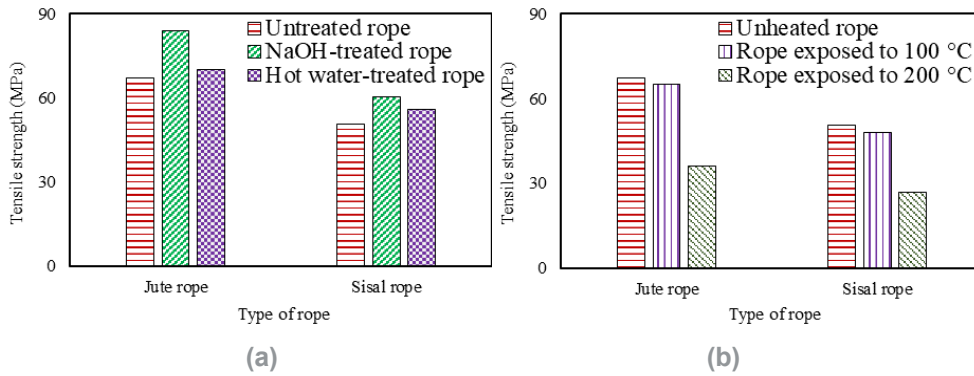 Tensile strength (MPa)
90
60
30
0
Untreated rope
NaOH-treated rope
Hot water-treated rope
Jute rope
Sisal rope
Type of rope
(a)
Tensile strength (MPa)
90
60
30
0
Unheated rope
Rope exposed to 100 °C
Rope exposed to 200 °C
Jute rope
Sisal rope
Type of rope
(b)